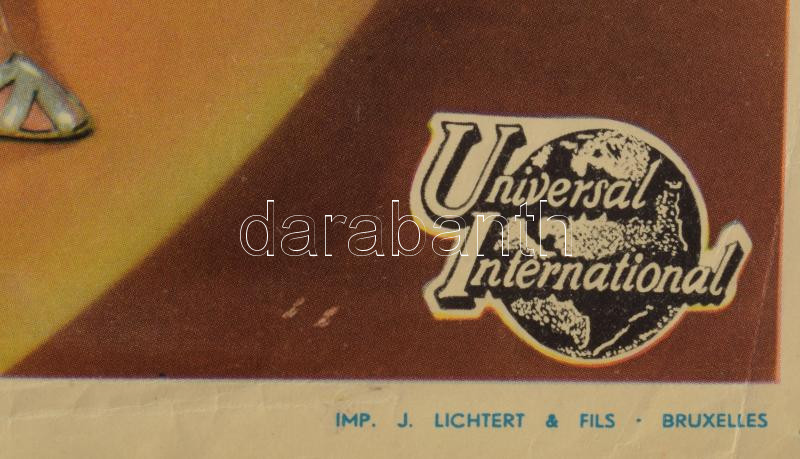 Universal
darabanth
International
IMP. J. LICHTERT & FILS · BRUXELLES